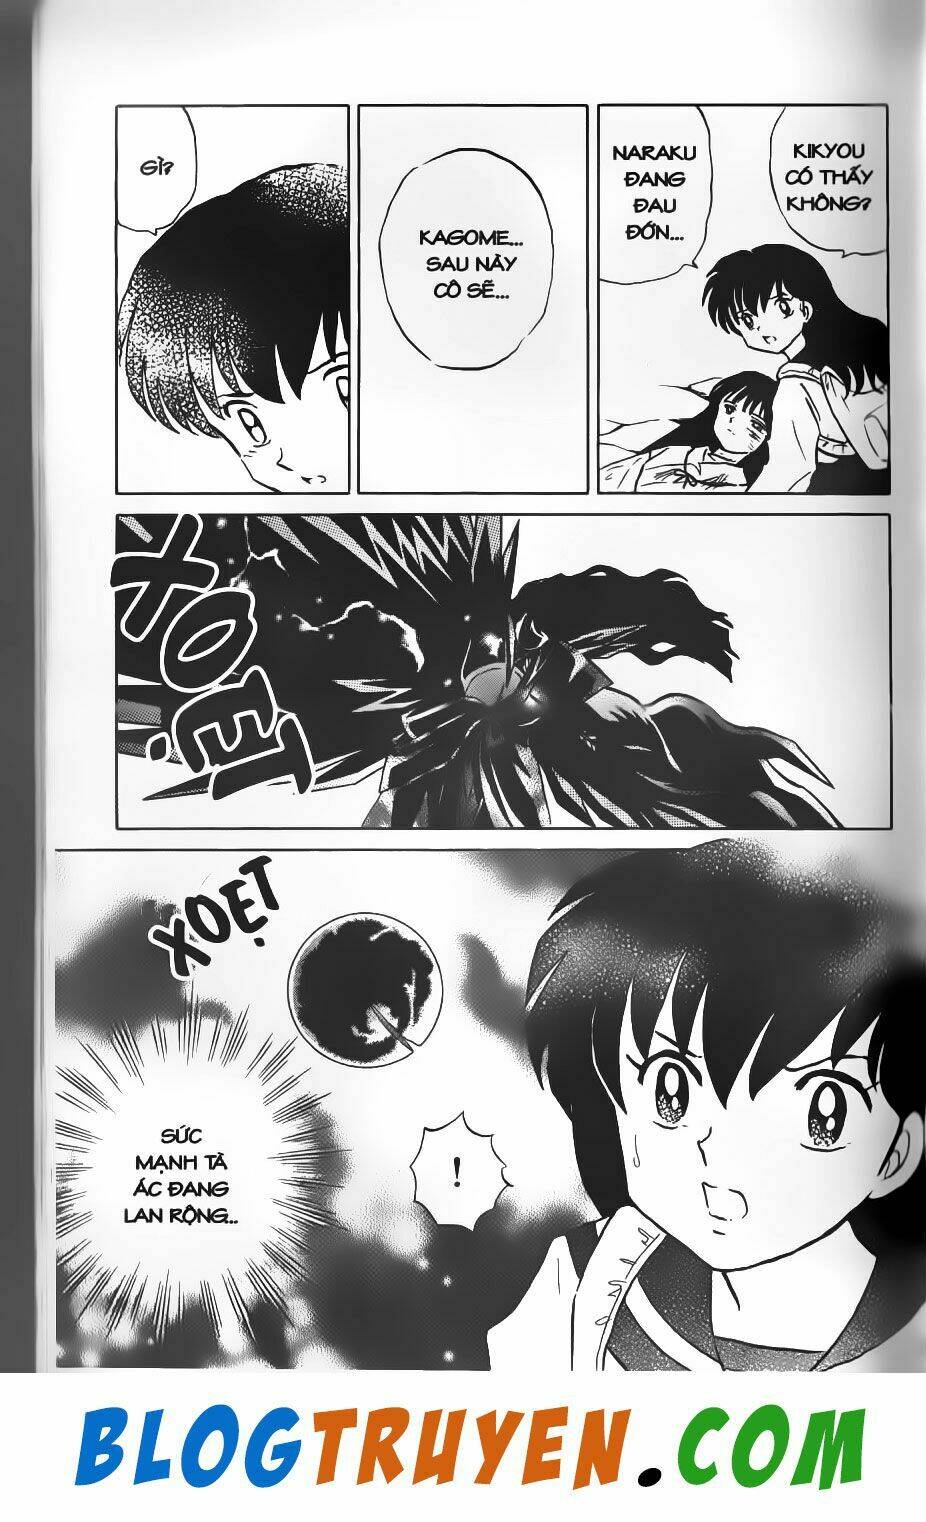 KIKYOU
CÓ THẤY
KHÔNG?
NARAKU
ĐANG
ĐAU
ĐỚN...
KAGOME...
SAU NÀY
CÔ SẼ...
GÌ?
XOẸT
XOẸT
SỨC
MẠNH TÀ
ÁC ĐANG
LAN RỘNG...
!
BLOGTRUYEN.COM